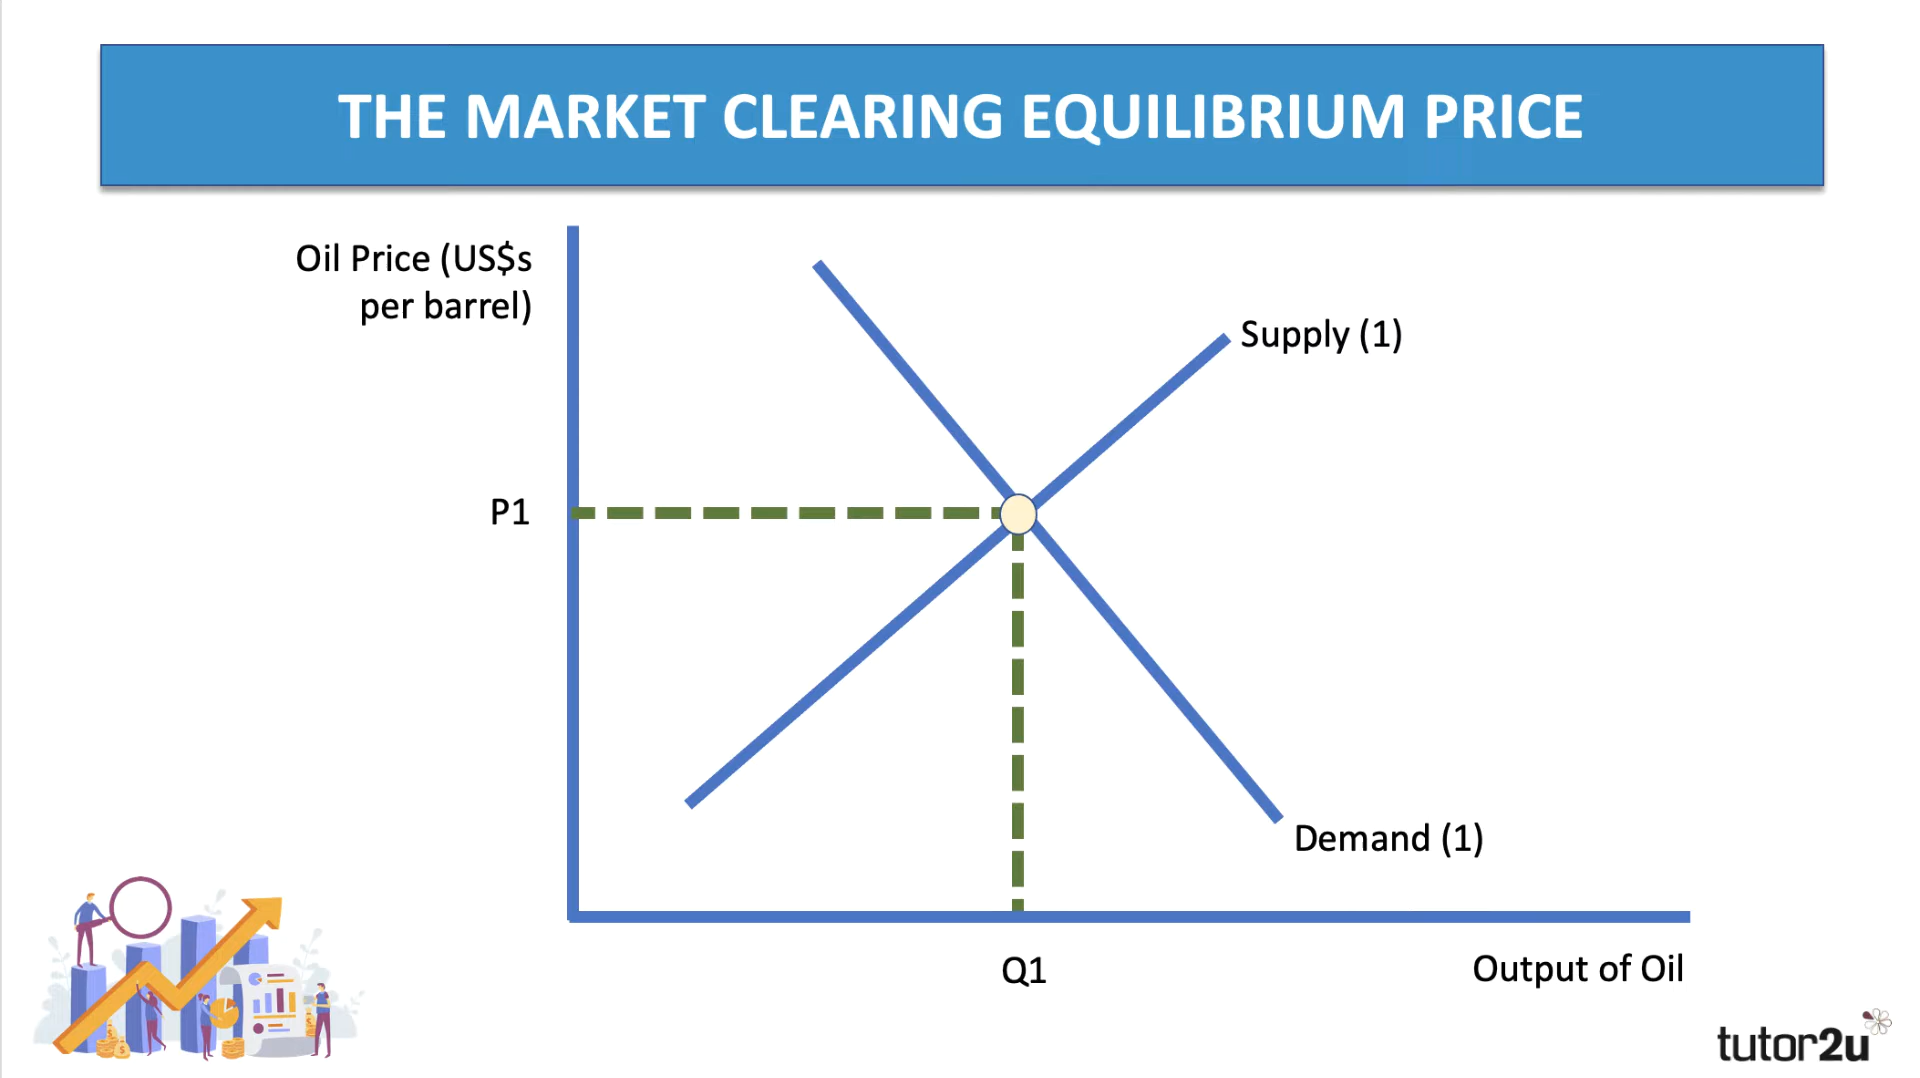 THE MARKET CLEARING EQUILIBRIUM PRICE
Oil Price (US$s
per barrel)
Supply (1)
P1
Demand (1)
Q1
Output of Oil
tutor2u